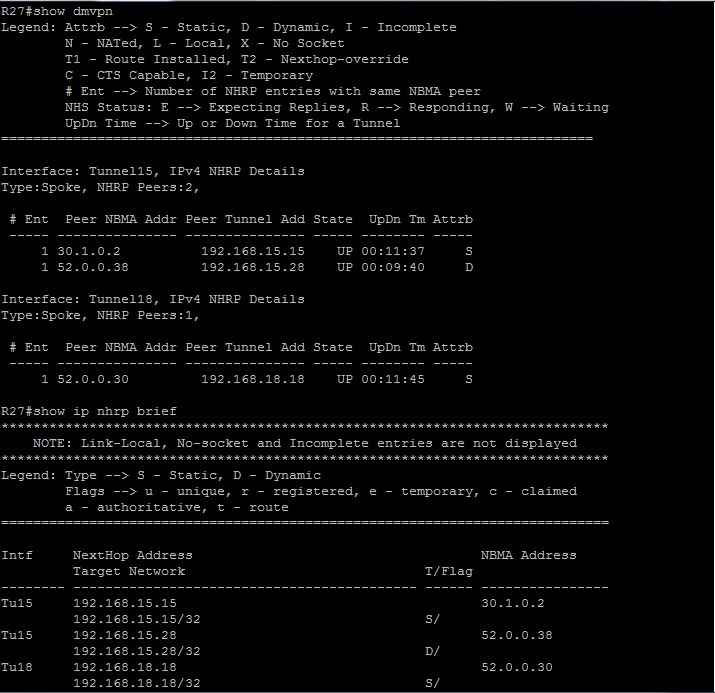 R27#show dmvpn
Legend: Attrb --> S - Static, D - Dynamic, I - Incomplete
        N - NATed, L - Local, X - No Socket
        T1 - Route Installed, T2 - Nexthop-override
        C - CTS Capable, I2 - Temporary
        # Ent --> Number of NHRP entries with same NBMA peer
        NHS Status: E --> Expecting Replies, R --> Responding, W --> Waiting
        UpDn Time --> Up or Down Time for a Tunnel
==========================================================================
Interface: Tunnel15, IPv4 NHRP Details
Type:Spoke, NHRP Peers:2,
 # Ent  Peer NBMA Addr Peer Tunnel Add State  UpDn Tm Attrb
 ----- --------------- --------------- ----- -------- -----
     1 30.1.0.2          192.168.15.15    UP 00:11:37     S
     1 52.0.0.38         192.168.15.28    UP 00:09:40     D
Interface: Tunnel18, IPv4 NHRP Details
Type:Spoke, NHRP Peers:1,
 # Ent  Peer NBMA Addr Peer Tunnel Add State  UpDn Tm Attrb
 ----- --------------- --------------- ----- -------- -----
     1 52.0.0.30         192.168.18.18    UP 00:11:45     S
R27#show ip nhrp brief
****************************************************************************
    NOTE: Link-Local, No-socket and Incomplete entries are not displayed
****************************************************************************
Legend: Type --> S - Static, D - Dynamic
        Flags --> u - unique, r - registered, e - temporary, c - claimed
        a - authoritative, t - route
============================================================================
Intf     NextHop Address                                    NBMA Address
         Target Network                              T/Flag
-------- ------------------------------------------- ------ ----------------
Tu15     192.168.15.15                                      30.1.0.2
         192.168.15.15/32                            S/
Tu15     192.168.15.28                                      52.0.0.38
         192.168.15.28/32                            D/
Tu18     192.168.18.18                                      52.0.0.30
         192.168.18.18/32                            S/